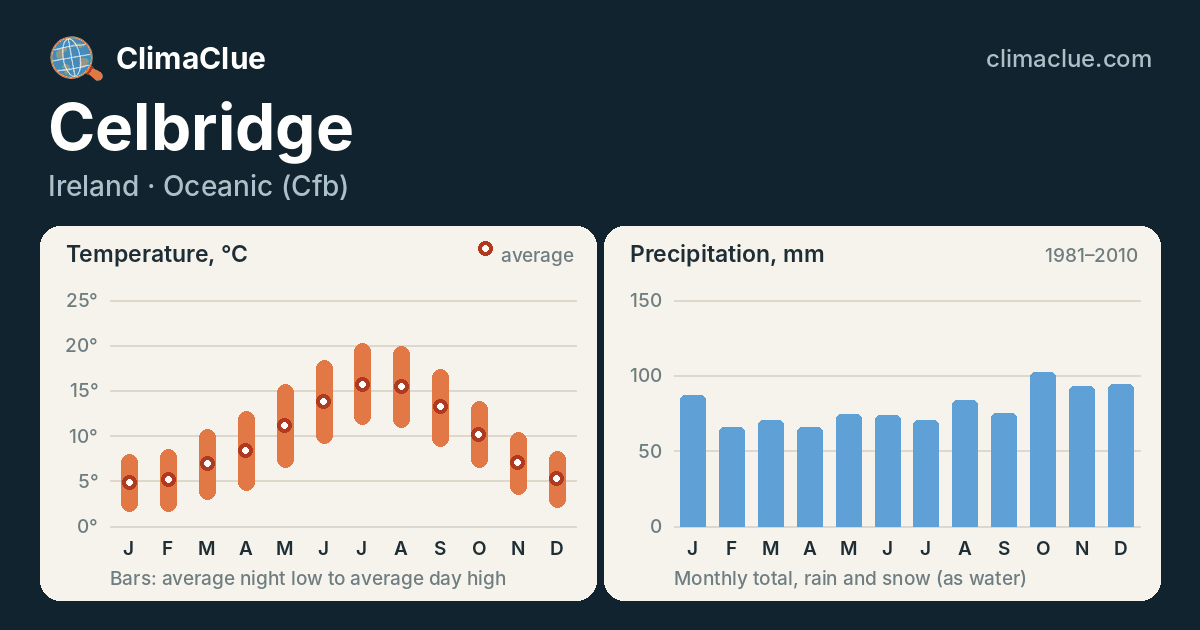 ClimaClue
climaclue.com
Celbridge
Ireland · Oceanic (Cfb)
Temperature, °C
average
25°
20°
15°
10°
5°
0°
J F M A M J J A S O N D
Bars: average night low to average day high
Precipitation, mm
1981–2010
150
100
50
0
J F M A M J J A S O N D
Monthly total, rain and snow (as water)